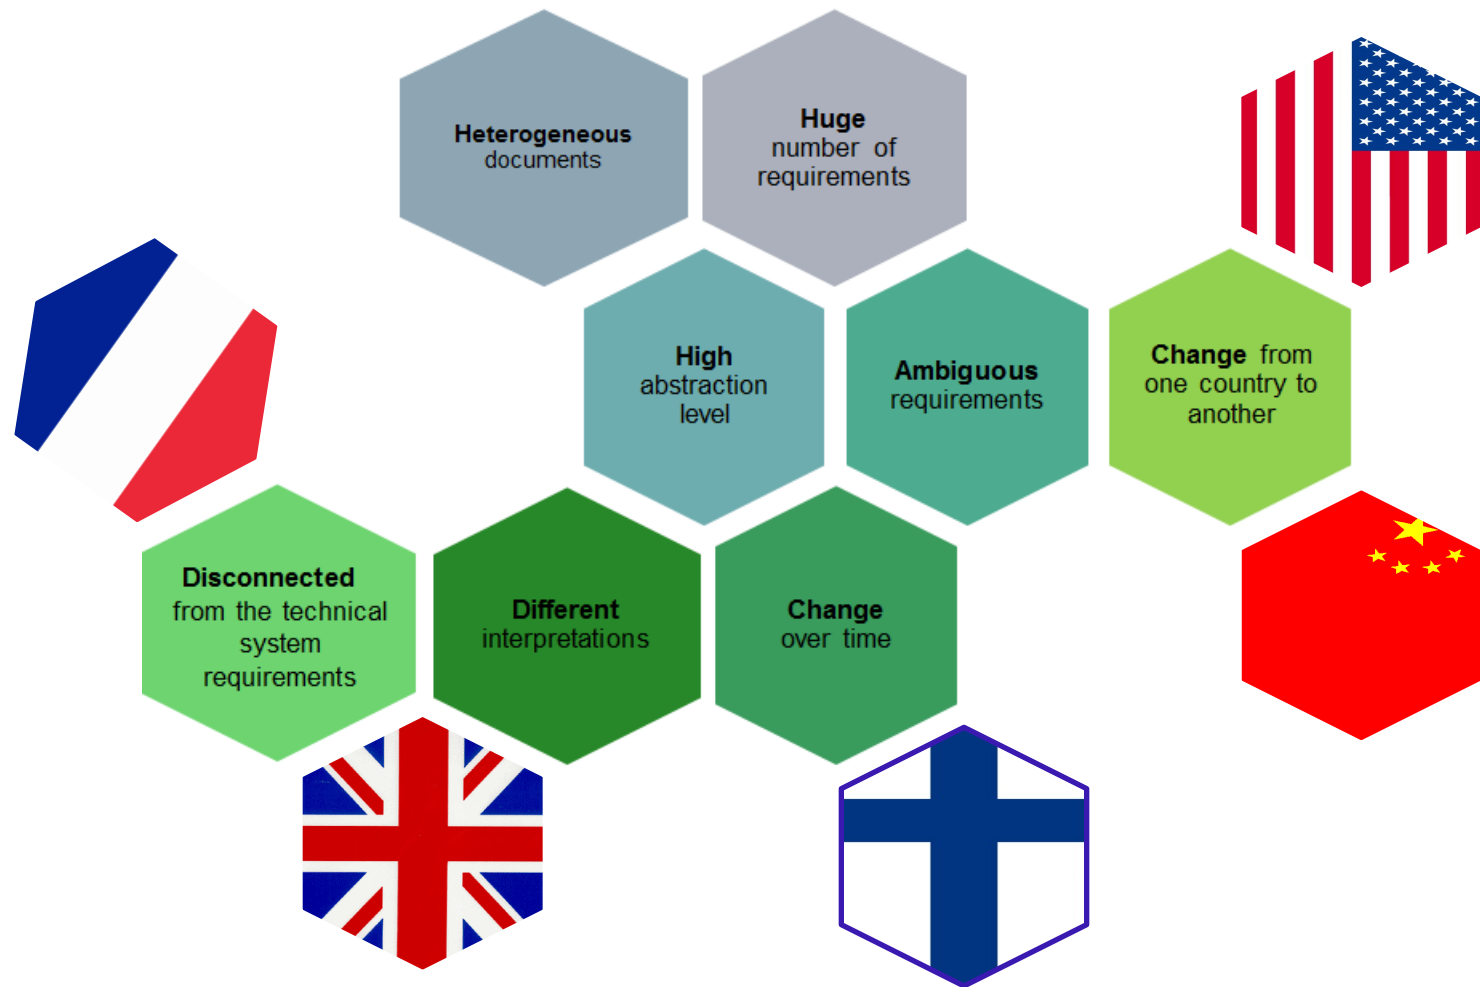 Heterogeneous
documents
Huge
number of
requirements
High
abstraction
level
Ambiguous
requirements
Change from
one country to
another
Disconnected
from the technical
system
requirements
Different
interpretations
Change
over time